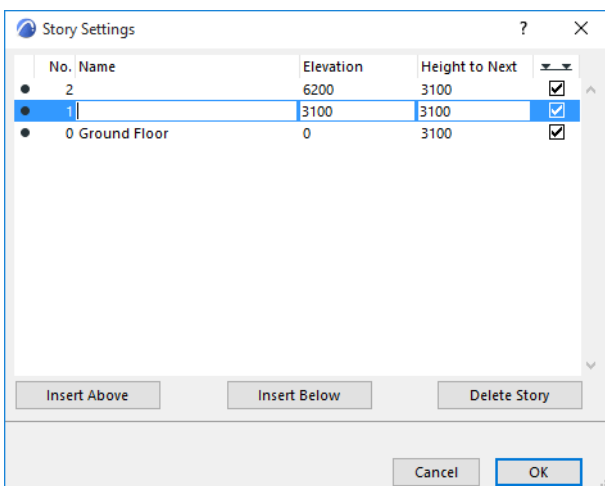 Story Settings ? ×
No. Name Elevation Height to Next
2 6200 3100
1 3100 3100
0 Ground Floor 0 3100
Insert Above Insert Below Delete Story
Cancel OK